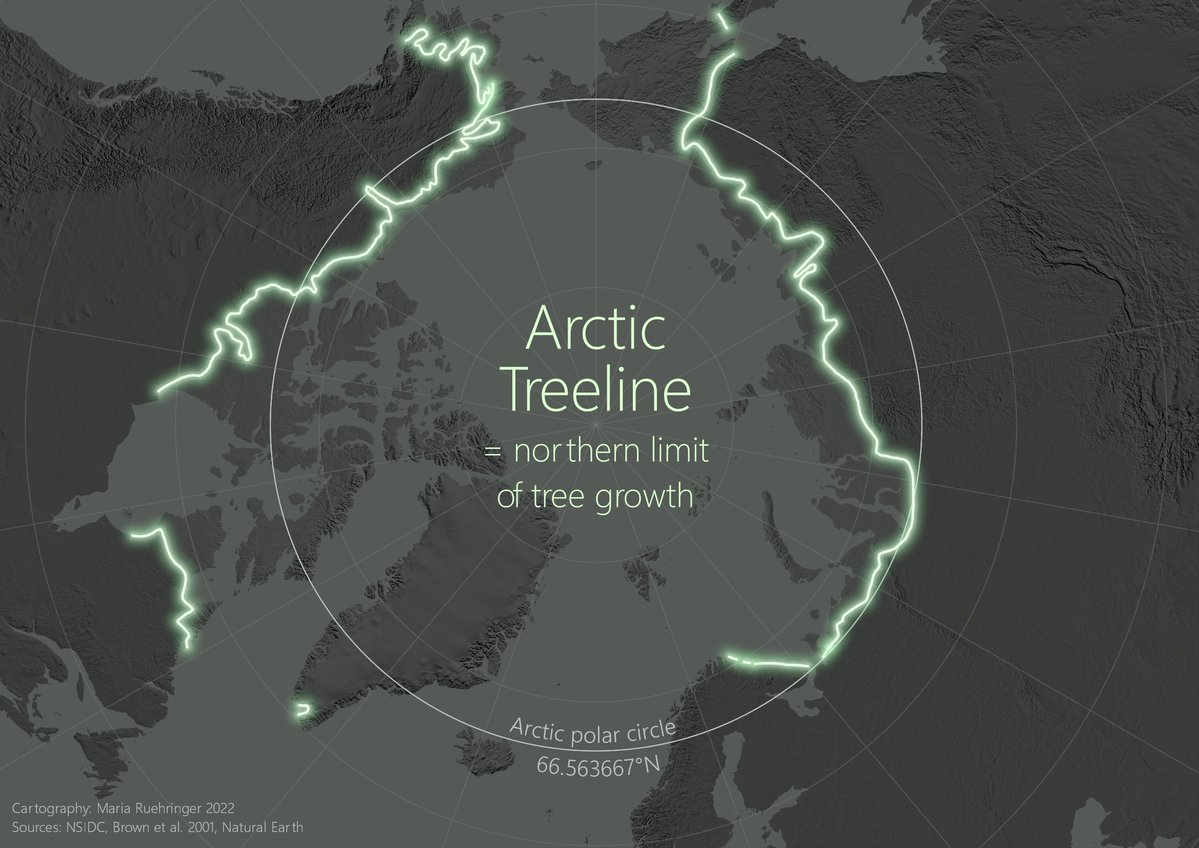 Arctic
Treeline
= northern limit
of tree growth
Arctic polar circle
66.563667°N
Cartography: Maria Ruehringer 2022
Sources: NSIDC, Brown et al. 2001, Natural Earth